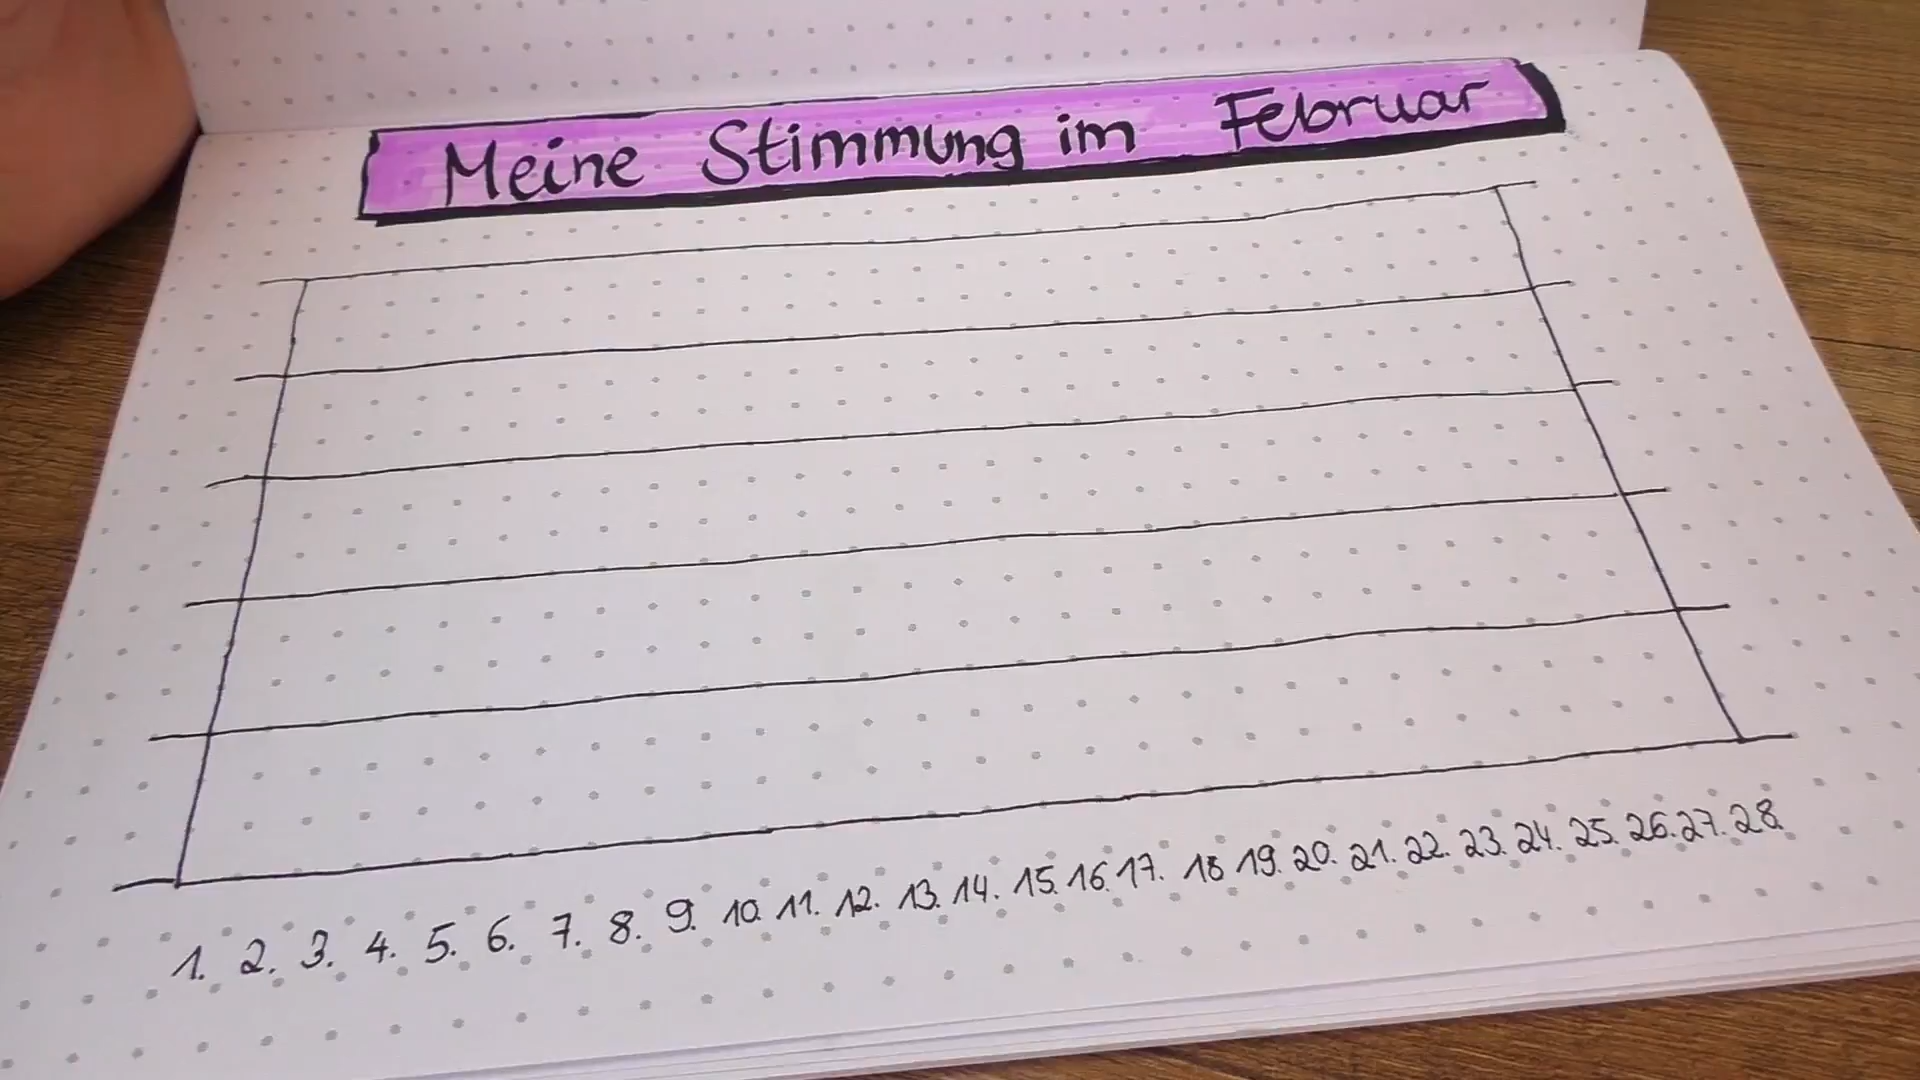 Meine Stimmung im Februar
1. 2. 3. 4. 5. 6. 7. 8. 9. 10. 11. 12. 13. 14. 15. 16. 17. 18 19. 20. 21. 22. 23. 24. 25. 26. 27. 28.